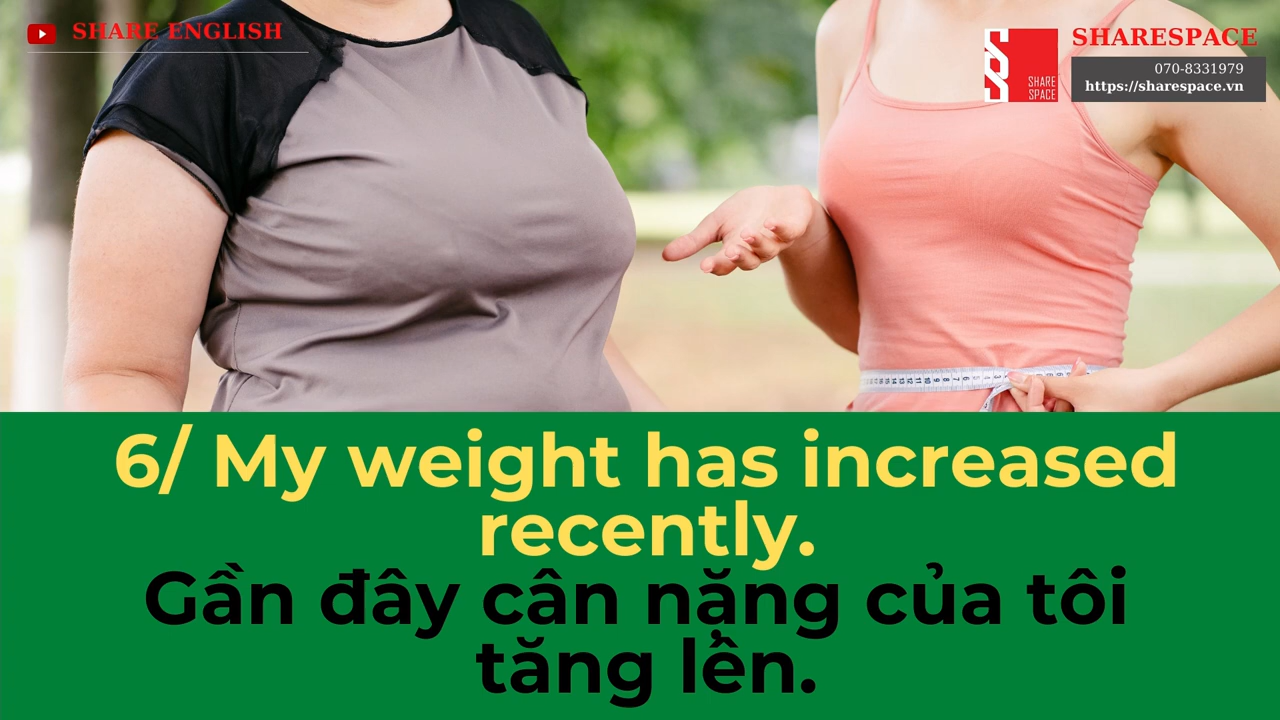 SHARE ENGLISH
SHARE
SPACE
SHARESPACE
070-8331979
https://sharespace.vn
6/ My weight has increased
recently.
Gần đây cân nặng của tôi
tăng lên.